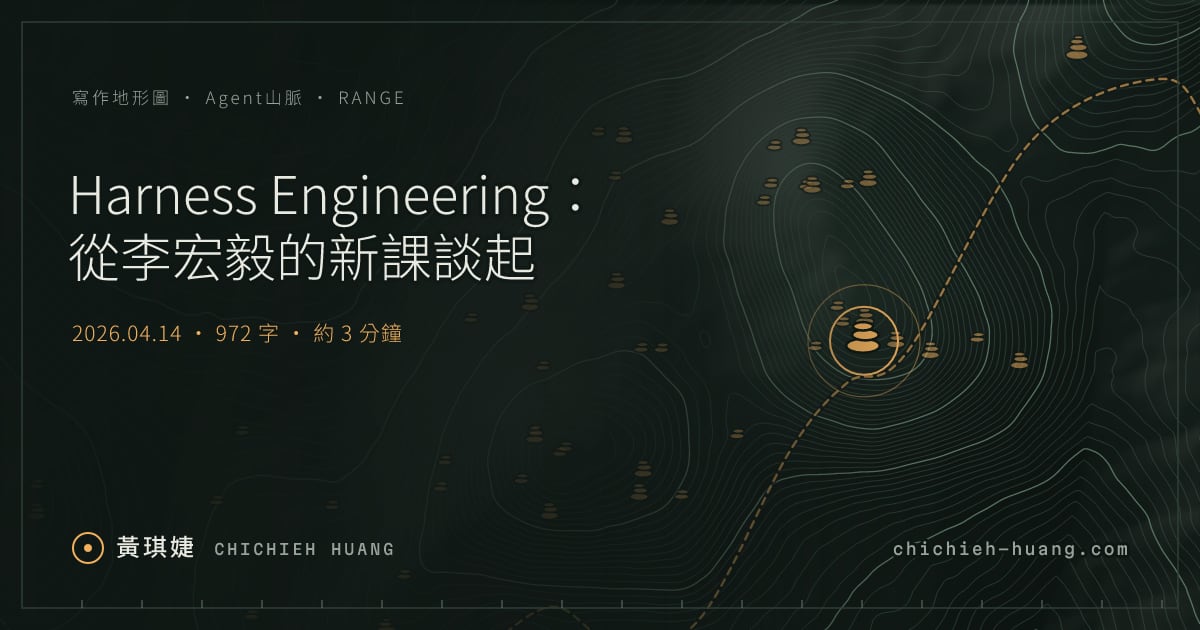 寫作地形圖 · Agent山脈 · RANGE
Harness Engineering：
從李宏毅的新課談起
2026.04.14 · 972 字 · 約 3 分鐘
黃琪婕 CHICHIEH HUANG
chichieh-huang.com